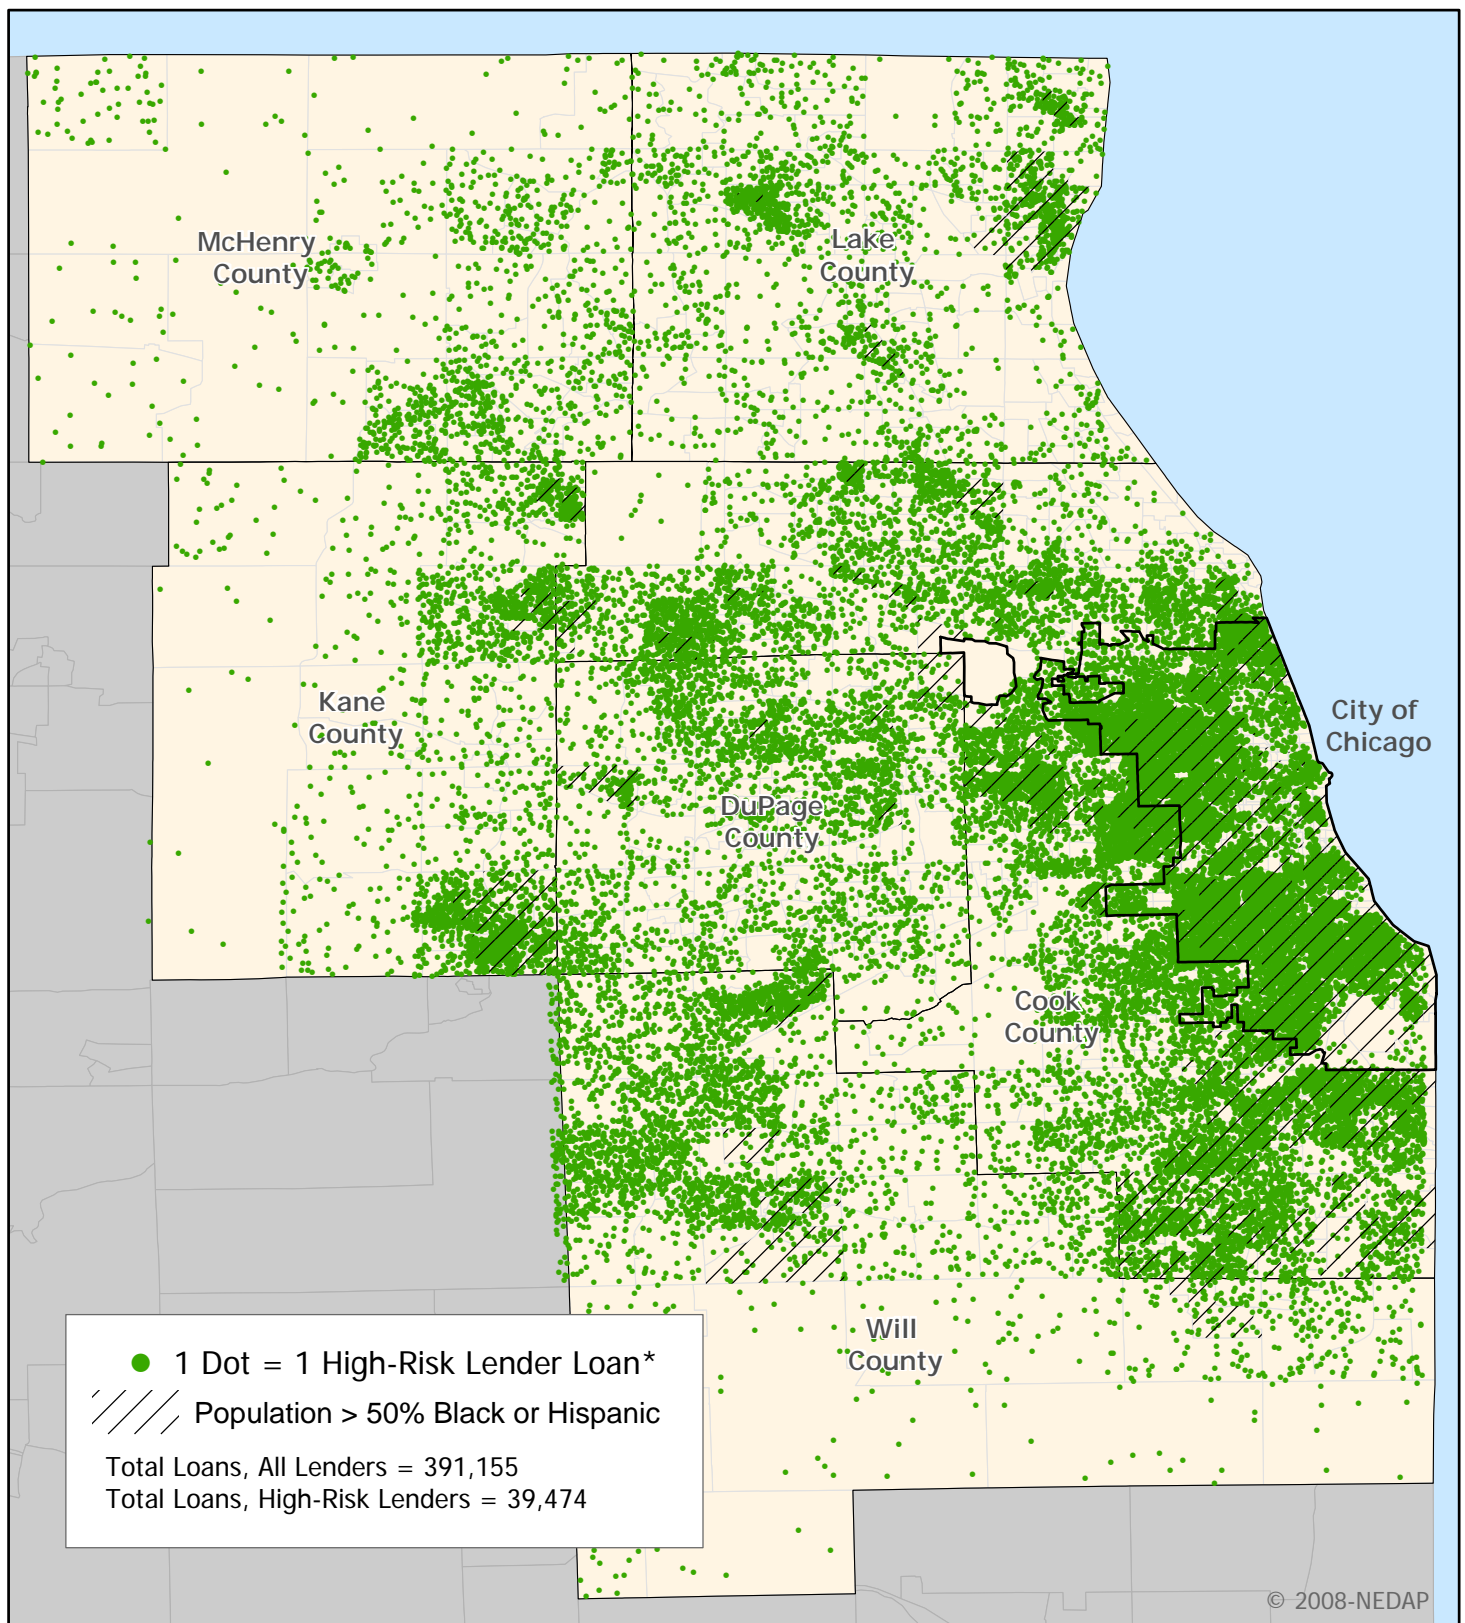 McHenry
County
Lake
County
Kane
County
City of
Chicago
DuPage
County
Cook
County
Will
County
1 Dot = 1 High-Risk Lender Loan*
Population > 50% Black or Hispanic
Total Loans, All Lenders = 391,155
Total Loans, High-Risk Lenders = 39,474
© 2008-NEDAP